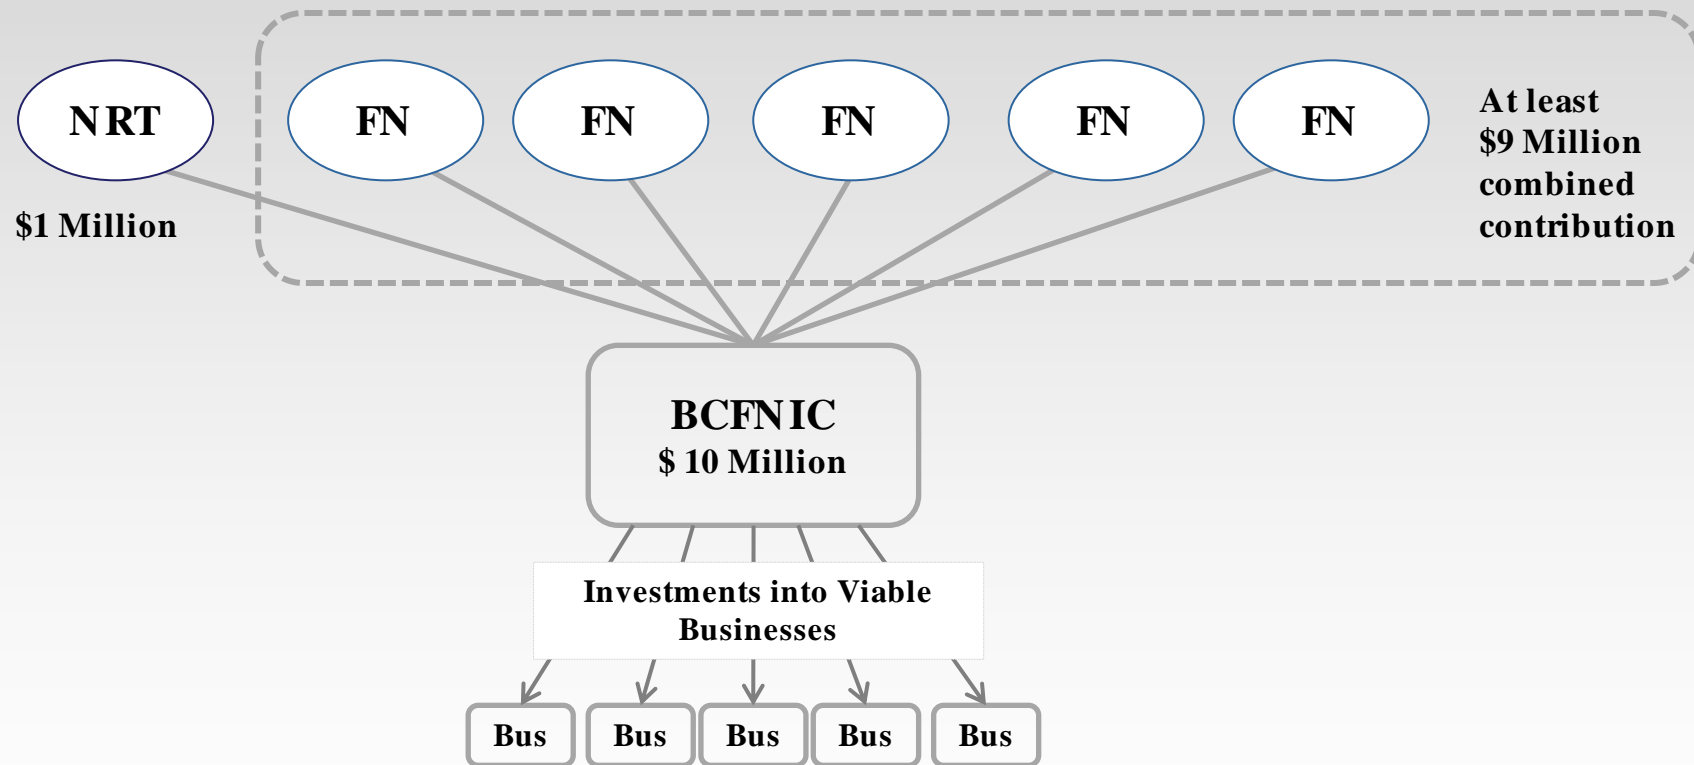 NRT
FN
FN
FN
FN
FN
At least
$9 Million
combined
contribution
$1 Million
BCFNIC
$ 10 Million
Investments into Viable
Businesses
Bus
Bus
Bus
Bus
Bus